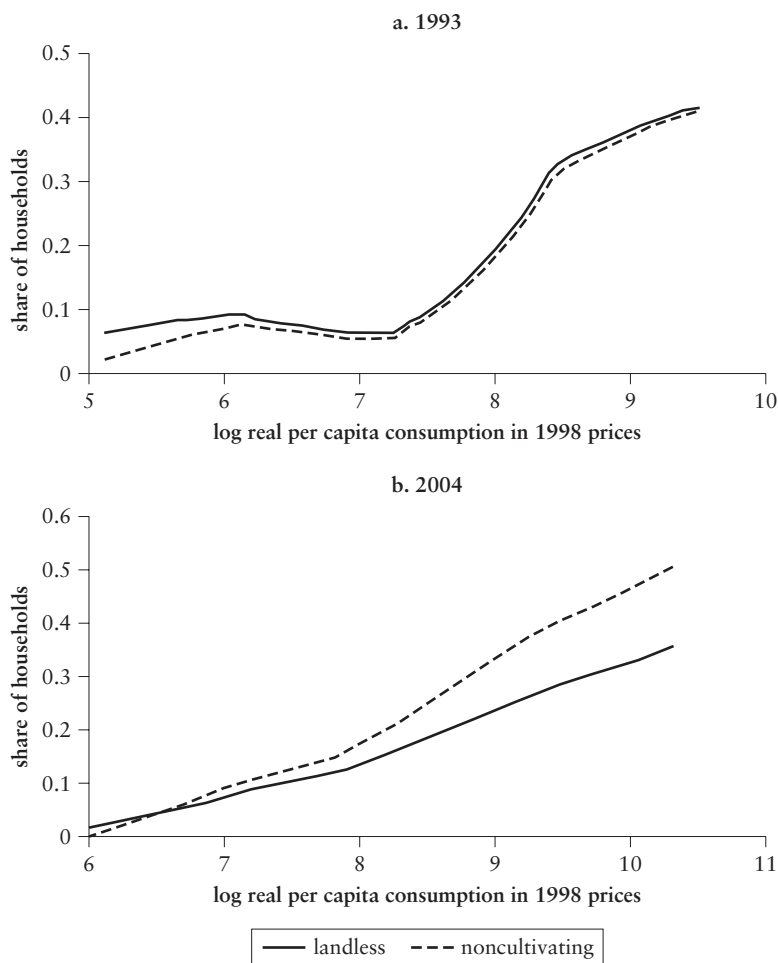 a. 1993
0.5
0.4
0.3
0.2
0.1
0
share of households
5 6 7 8 9 10
log real per capita consumption in 1998 prices
b. 2004
0.6
0.5
0.4
0.3
0.2
0.1
0
share of households
6 7 8 9 10 11
log real per capita consumption in 1998 prices
landless noncultivating